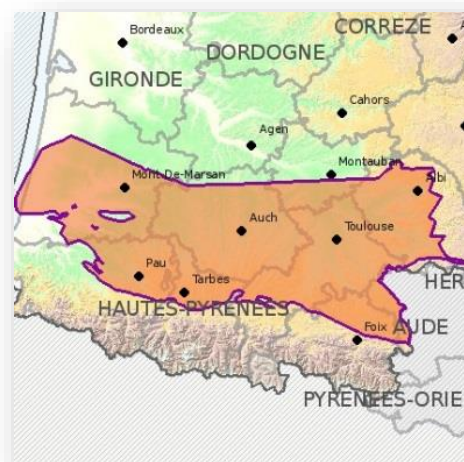 CORREZE
Bordeaux
DORDOGNE
GIRONDE
Cahors
Agen
Montauban
Mont-De-Marsan
Albi
Auch
Toulouse
Pau
Tarbes
HAUTES-PYRENEES
HER
Foix
AUDE
PYRENEES-ORIE